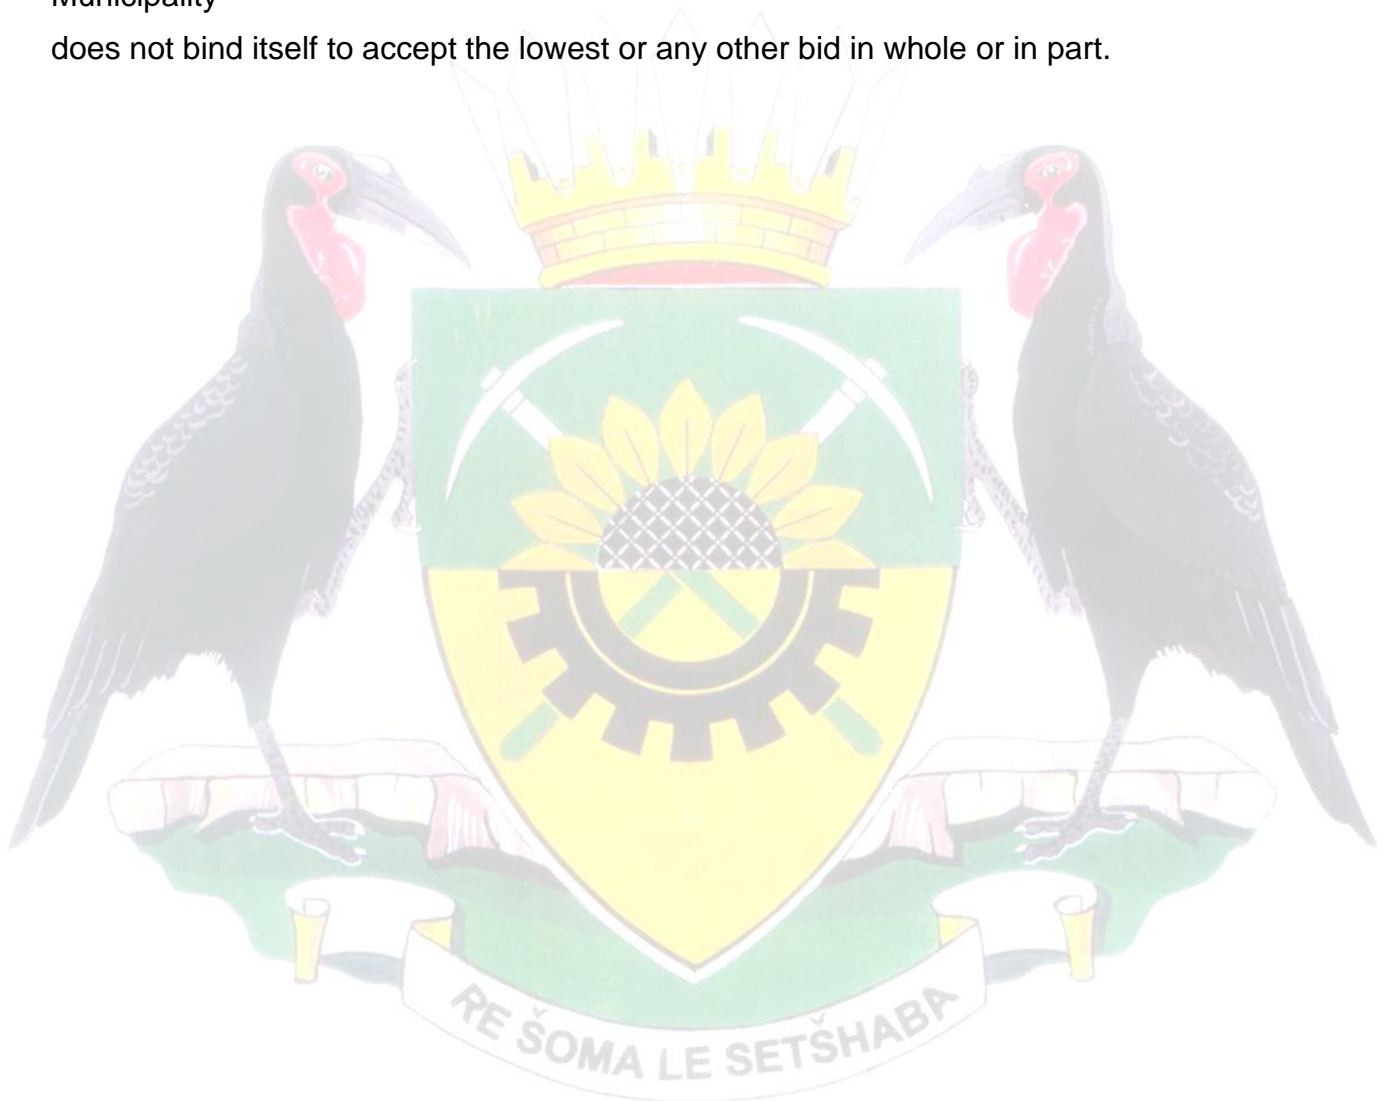 Municipality
does not bind itself to accept the lowest or any other bid in whole or in part.
RE ŠOMA LE SETŠHABA